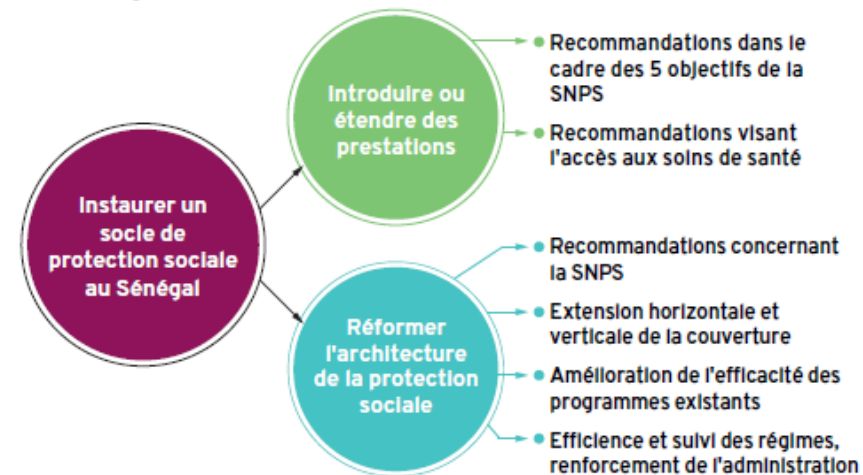 Instaurer un
socle de
protection sociale
au Sénégal
Introduire ou
étendre des
prestations
Recommandations dans le
cadre des 5 objectifs de la
SNPS
Recommandations visant
l'accès aux soins de santé
Réformer
l'architecture
de la protection
sociale
Recommandations concernant
la SNPS
Extension horizontale et
verticale de la couverture
Amélioration de l'efficacité des
programmes existants
Efficience et suivi des régimes,
renforcement de l'administration